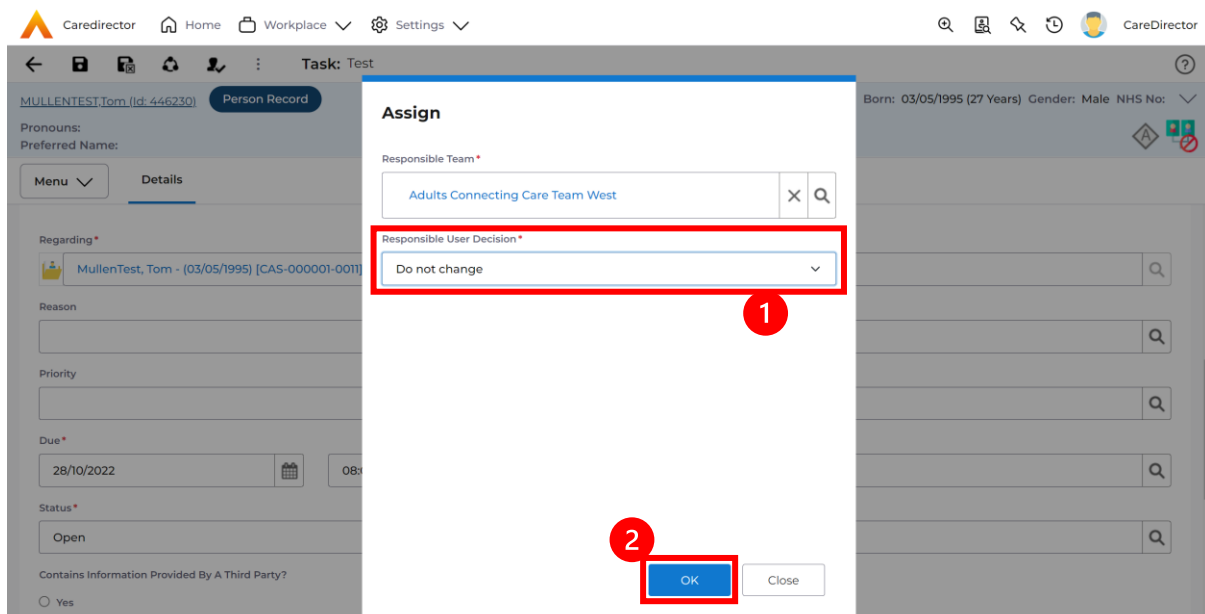 Caredirector Home Workplace Settings CareDirector
Task: Test
MULLENTEST,Tom (Id: 446230) Person Record Born: 03/05/1995 (27 Years) Gender: Male NHS No:
Pronouns:
Preferred Name:
A
Menu Details
Assign
Responsible Team*
Adults Connecting Care Team West
Responsible User Decision*
Do not change
1
Regarding*
MullenTest, Tom - (03/05/1995) [CAS-000001-0011]
Reason
Priority
Due*
28/10/2022
Status*
Open
Contains Information Provided By A Third Party?
Yes
2
OK Close